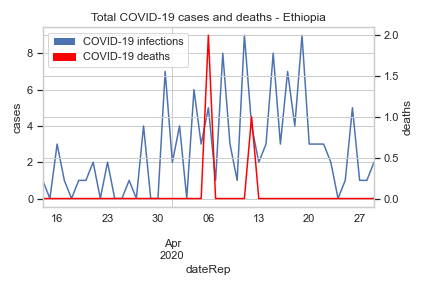 Total COVID-19 cases and deaths - Ethiopia
COVID-19 infections
COVID-19 deaths
8
6
4
2
0
cases
2.0
1.5
1.0
0.5
0.0
deaths
16 23 30 06 13 20 27
Apr
2020
dateRep